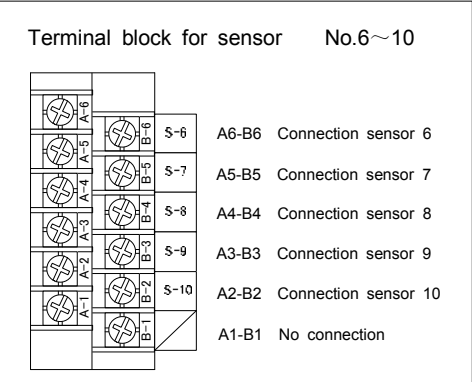 Terminal block for sensor No.6～10
A-6
B-6 S-6 A6-B6 Connection sensor 6
A-5
B-5 S-7 A5-B5 Connection sensor 7
A-4
B-4 S-8 A4-B4 Connection sensor 8
A-3
B-3 S-9 A3-B3 Connection sensor 9
A-2
B-2 S-10 A2-B2 Connection sensor 10
A-1
B-1 A1-B1 No connection